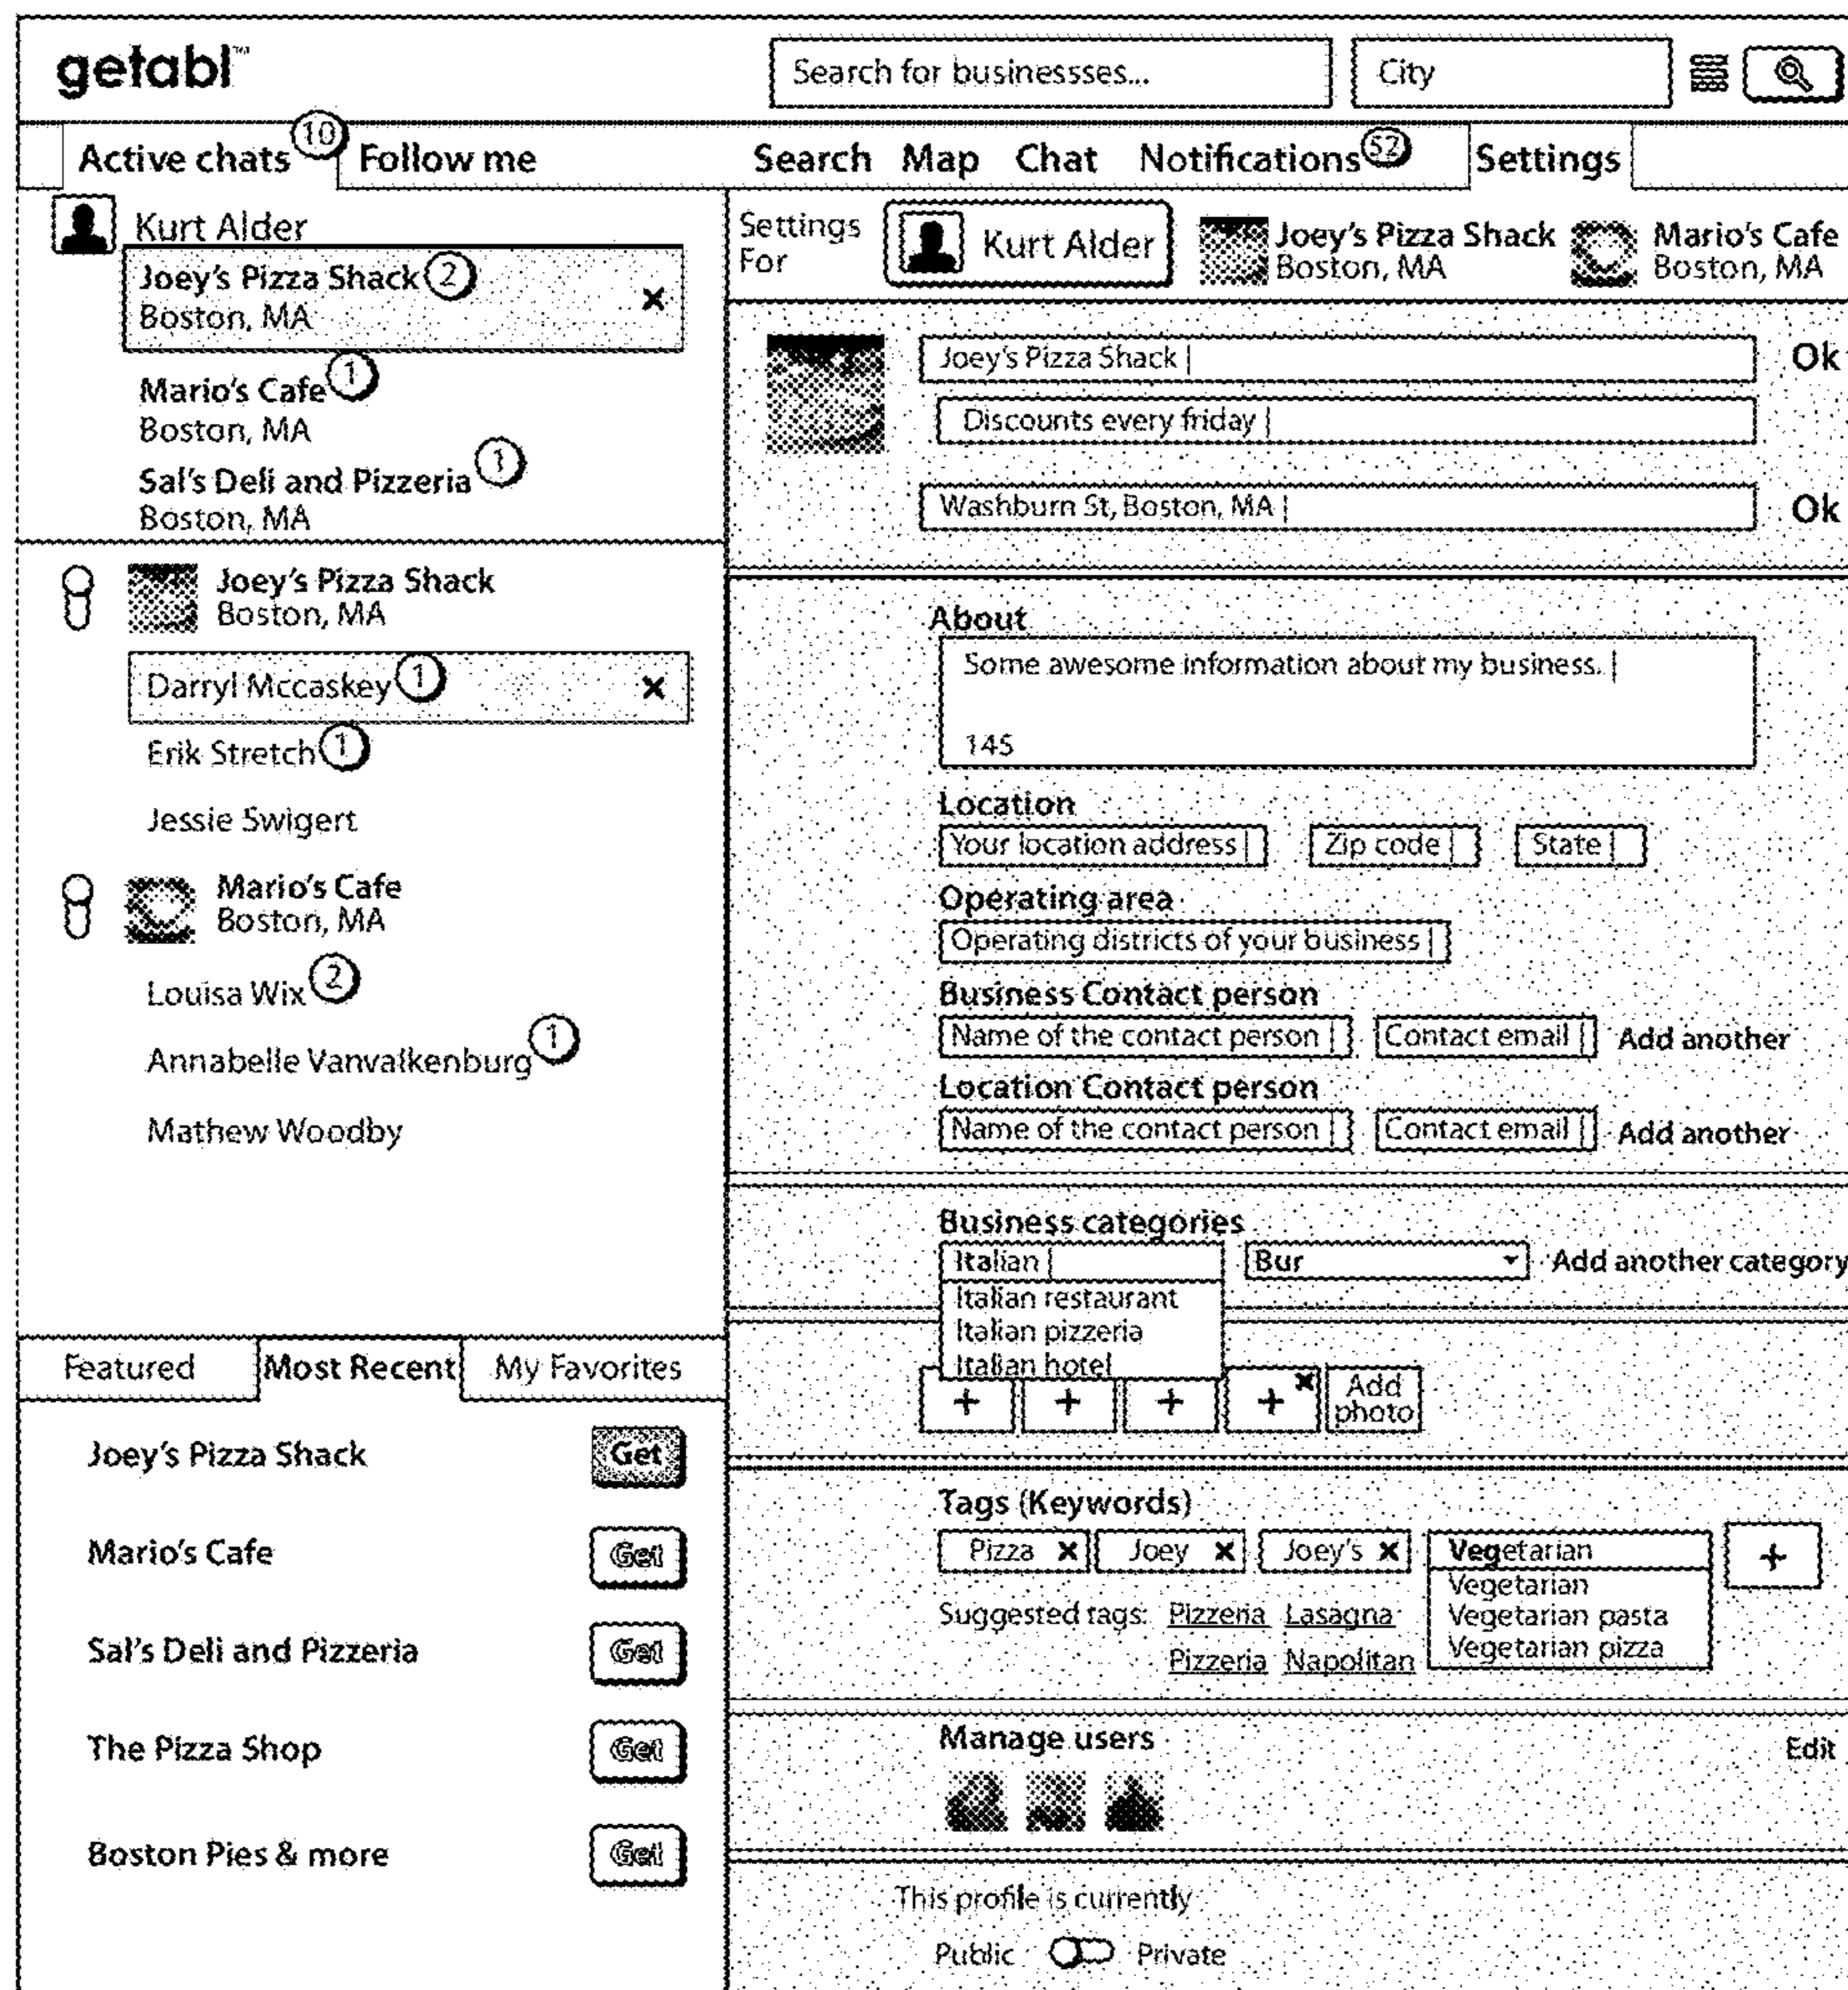 getabl™
Search for businessses...
City
Active chats 10
Follow me
Search Map Chat Notifications 52 Settings
Kurt Alder
Joey's Pizza Shack 2
Boston, MA
Mario's Cafe 1
Boston, MA
Sal's Deli and Pizzeria 1
Boston, MA
Joey's Pizza Shack
Boston, MA
Darryl Mccaskey 1
Erik Stretch 1
Jessie Swigert
Mario's Cafe
Boston, MA
Louisa Wix 2
Annabelle Vanvalkenburg 1
Mathew Woodby
Featured Most Recent My Favorites
Joey's Pizza Shack Get
Mario's Cafe Get
Sal's Deli and Pizzeria Get
The Pizza Shop Get
Boston Pies & more Get
Settings
For
Kurt Alder
Joey's Pizza Shack
Boston, MA
Mario's Cafe
Boston, MA
Joey's Pizza Shack Ok
Discounts every friday
Washburn St, Boston, MA Ok
About
Some awesome information about my business.
145
Location
Your location address Zip code State
Operating area
Operating districts of your business
Business Contact person
Name of the contact person Contact email Add another
Location Contact person
Name of the contact person Contact email Add another
Business categories
Italian Bur Add another category
Italian restaurant
Italian pizzeria
Italian hotel
+ + + + Add
photo
Tags (Keywords)
Pizza Joey Joey's Vegetarian +
Vegetarian
Vegetarian pasta
Vegetarian pizza
Suggested tags: Pizzeria Lasagna
Pizzeria Napolitan
Manage users Edit
This profile is currently
Public Private